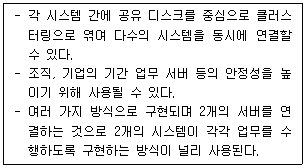 - 각 시스템 간에 공유 디스크를 중심으로 클러스
터링으로 엮여 다수의 시스템을 동시에 연결할
수 있다.
- 조직, 기업의 기간 업무 서버 등의 안정성을 높
이기 위해 사용될 수 있다.
- 여러 가지 방식으로 구현되며 2개의 서버를 연
결하는 것으로 2개의 시스템이 각각 업무를 수
행하도록 구현하는 방식이 널리 사용된다.